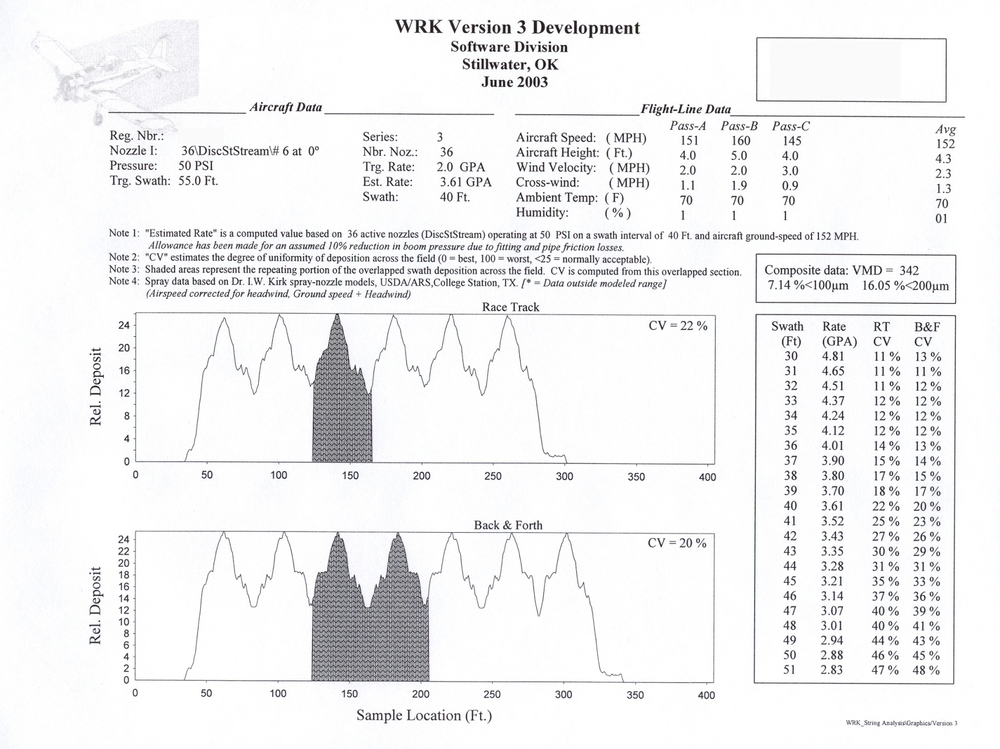 WRK Version 3 Development
Software Division
Stillwater, OK
June 2003
Aircraft Data
Reg. Nbr.:
Nozzle I: 36\DiscStStream\# 6 at 0°
Pressure: 50 PSI
Trg. Swath: 55.0 Ft.
Series: 3
Nbr. Noz.: 36
Trg. Rate: 2.0 GPA
Est. Rate: 3.61 GPA
Swath: 40 Ft.
Flight-Line Data
Pass-A Pass-B Pass-C Avg
Aircraft Speed: ( MPH) 151 160 145 152
Aircraft Height: ( Ft.) 4.0 5.0 4.0 4.3
Wind Velocity: ( MPH) 2.0 2.0 3.0 2.3
Cross-wind: ( MPH) 1.1 1.9 0.9 1.3
Ambient Temp: ( F) 70 70 70 70
Humidity: ( % ) 1 1 1 01
Note 1: "Estimated Rate" is a computed value based on 36 active nozzles (DiscStStream) operating at 50 PSI on a swath interval of 40 Ft. and aircraft ground-speed of 152 MPH.
Allowance has been made for an assumed 10% reduction in boom pressure due to fitting and pipe friction losses.
Note 2: "CV" estimates the degree of uniformity of deposition across the field (0 = best, 100 = worst, <25 = normally acceptable).
Note 3: Shaded areas represent the repeating portion of the overlapped swath deposition across the field. CV is computed from this overlapped section.
Note 4: Spray data based on Dr. I.W. Kirk spray-nozzle models, USDA/ARS,College Station, TX. [* = Data outside modeled range]
(Airspeed corrected for headwind, Ground speed + Headwind)
Composite data: VMD = 342
7.14 %<100µm 16.05 %<200µm
Race Track
CV = 22 %
Rel. Deposit
24
20
16
12
8
4
0
0 50 100 150 200 250 300 350 400
Back & Forth
CV = 20 %
Rel. Deposit
24
22
20
18
16
14
12
10
8
6
4
2
0
0 50 100 150 200 250 300 350 400
Sample Location (Ft.)
Swath Rate RT B&F
(Ft) (GPA) CV CV
30 4.81 11 % 13 %
31 4.65 11 % 11 %
32 4.51 11 % 12 %
33 4.37 12 % 12 %
34 4.24 12 % 12 %
35 4.12 12 % 12 %
36 4.01 14 % 13 %
37 3.90 15 % 14 %
38 3.80 17 % 15 %
39 3.70 18 % 17 %
40 3.61 22 % 20 %
41 3.52 25 % 23 %
42 3.43 27 % 26 %
43 3.35 30 % 29 %
44 3.28 31 % 31 %
45 3.21 35 % 33 %
46 3.14 37 % 36 %
47 3.07 40 % 39 %
48 3.01 40 % 41 %
49 2.94 44 % 43 %
50 2.88 46 % 45 %
51 2.83 47 % 48 %
WRK_String Analysis\Graphics/Version 3